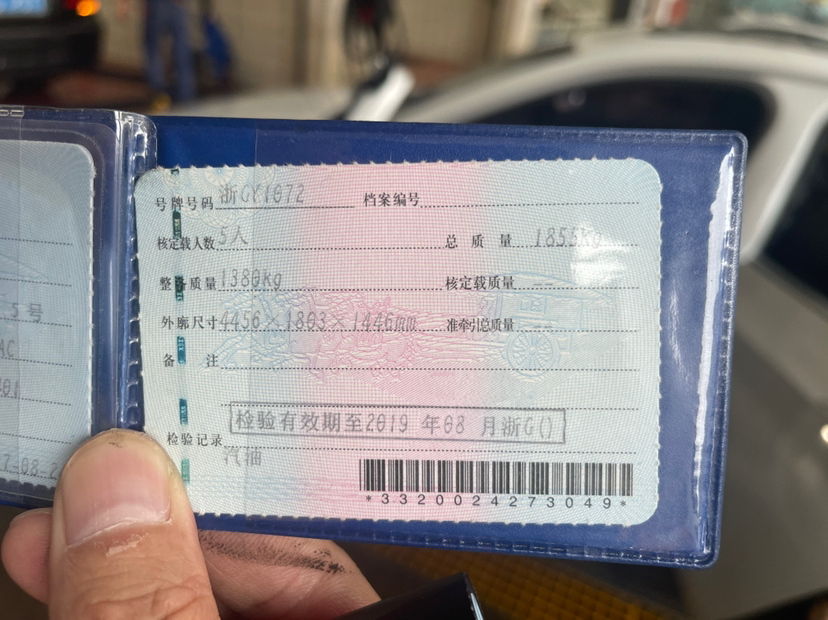 号牌号码 浙GY1072 档案编号
核定载人数 5人 总质量 1855kg
整备质量 1380kg 核定载质量 --
外廓尺寸 4456×1803×1446mm 准牵引总质量 --
备注
检验有效期至2019 年08 月浙G()
检验记录
汽油
*3320024273049*
5号